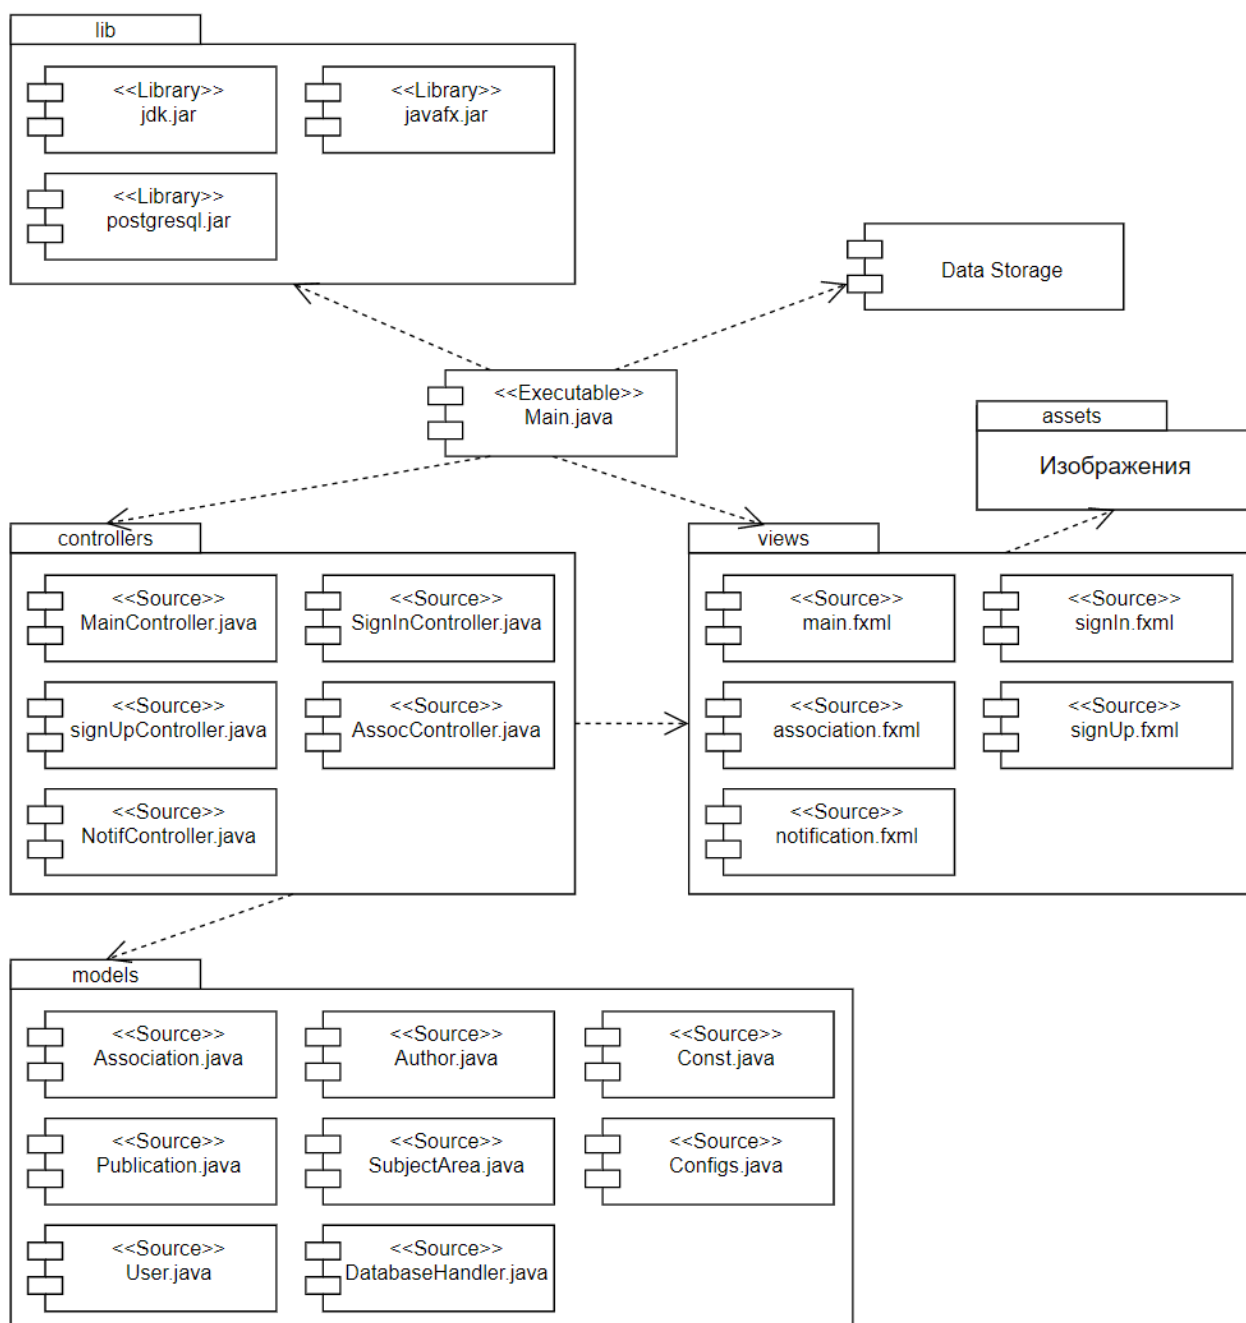 lib
<<Library>>
jdk.jar
<<Library>>
javafx.jar
<<Library>>
postgresql.jar
Data Storage
<<Executable>>
Main.java
assets
Изображения
controllers
<<Source>>
MainController.java
<<Source>>
SignInController.java
<<Source>>
signUpController.java
<<Source>>
AssocController.java
<<Source>>
NotifController.java
views
<<Source>>
main.fxml
<<Source>>
signIn.fxml
<<Source>>
association.fxml
<<Source>>
signUp.fxml
<<Source>>
notification.fxml
models
<<Source>>
Association.java
<<Source>>
Author.java
<<Source>>
Const.java
<<Source>>
Publication.java
<<Source>>
SubjectArea.java
<<Source>>
Configs.java
<<Source>>
User.java
<<Source>>
DatabaseHandler.java